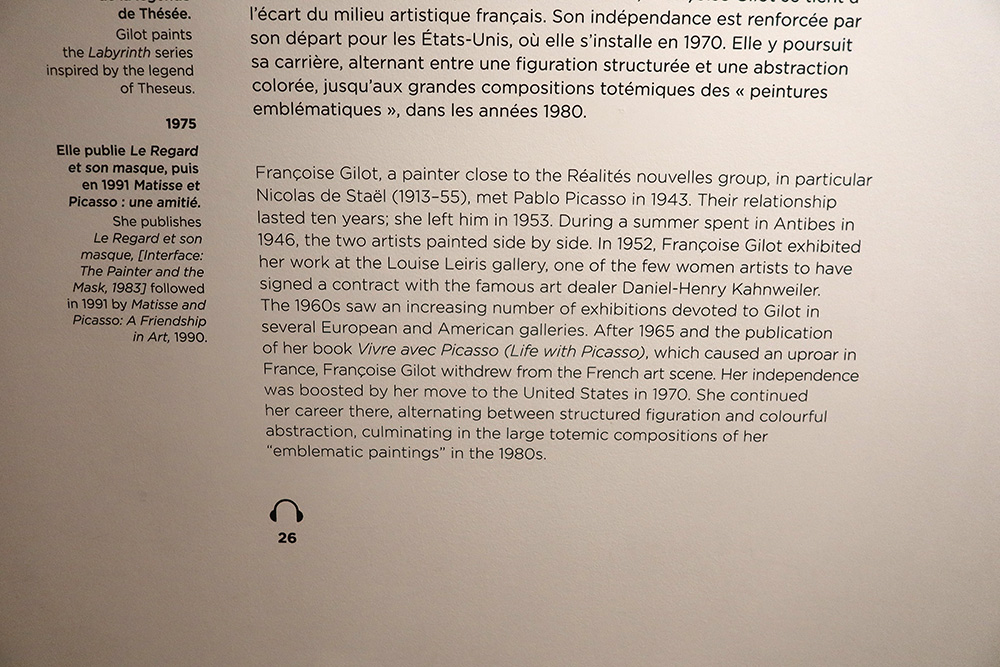 de Thésée.
Gilot paints
the Labyrinth series
inspired by the legend
of Theseus.
1975
Elle publie Le Regard
et son masque, puis
en 1991 Matisse et
Picasso : une amitié.
She publishes
Le Regard et son
masque, [Interface:
The Painter and the
Mask, 1983] followed
in 1991 by Matisse and
Picasso: A Friendship
in Art, 1990.
l’écart du milieu artistique français. Son indépendance est renforcée par
son départ pour les États-Unis, où elle s’installe en 1970. Elle y poursuit
sa carrière, alternant entre une figuration structurée et une abstraction
colorée, jusqu’aux grandes compositions totémiques des « peintures
emblématiques », dans les années 1980.
Françoise Gilot, a painter close to the Réalités nouvelles group, in particular
Nicolas de Staël (1913–55), met Pablo Picasso in 1943. Their relationship
lasted ten years; she left him in 1953. During a summer spent in Antibes in
1946, the two artists painted side by side. In 1952, Françoise Gilot exhibited
her work at the Louise Leiris gallery, one of the few women artists to have
signed a contract with the famous art dealer Daniel-Henry Kahnweiler.
The 1960s saw an increasing number of exhibitions devoted to Gilot in
several European and American galleries. After 1965 and the publication
of her book Vivre avec Picasso (Life with Picasso), which caused an uproar in
France, Françoise Gilot withdrew from the French art scene. Her independence
was boosted by her move to the United States in 1970. She continued
her career there, alternating between structured figuration and colourful
abstraction, culminating in the large totemic compositions of her
“emblematic paintings” in the 1980s.
26